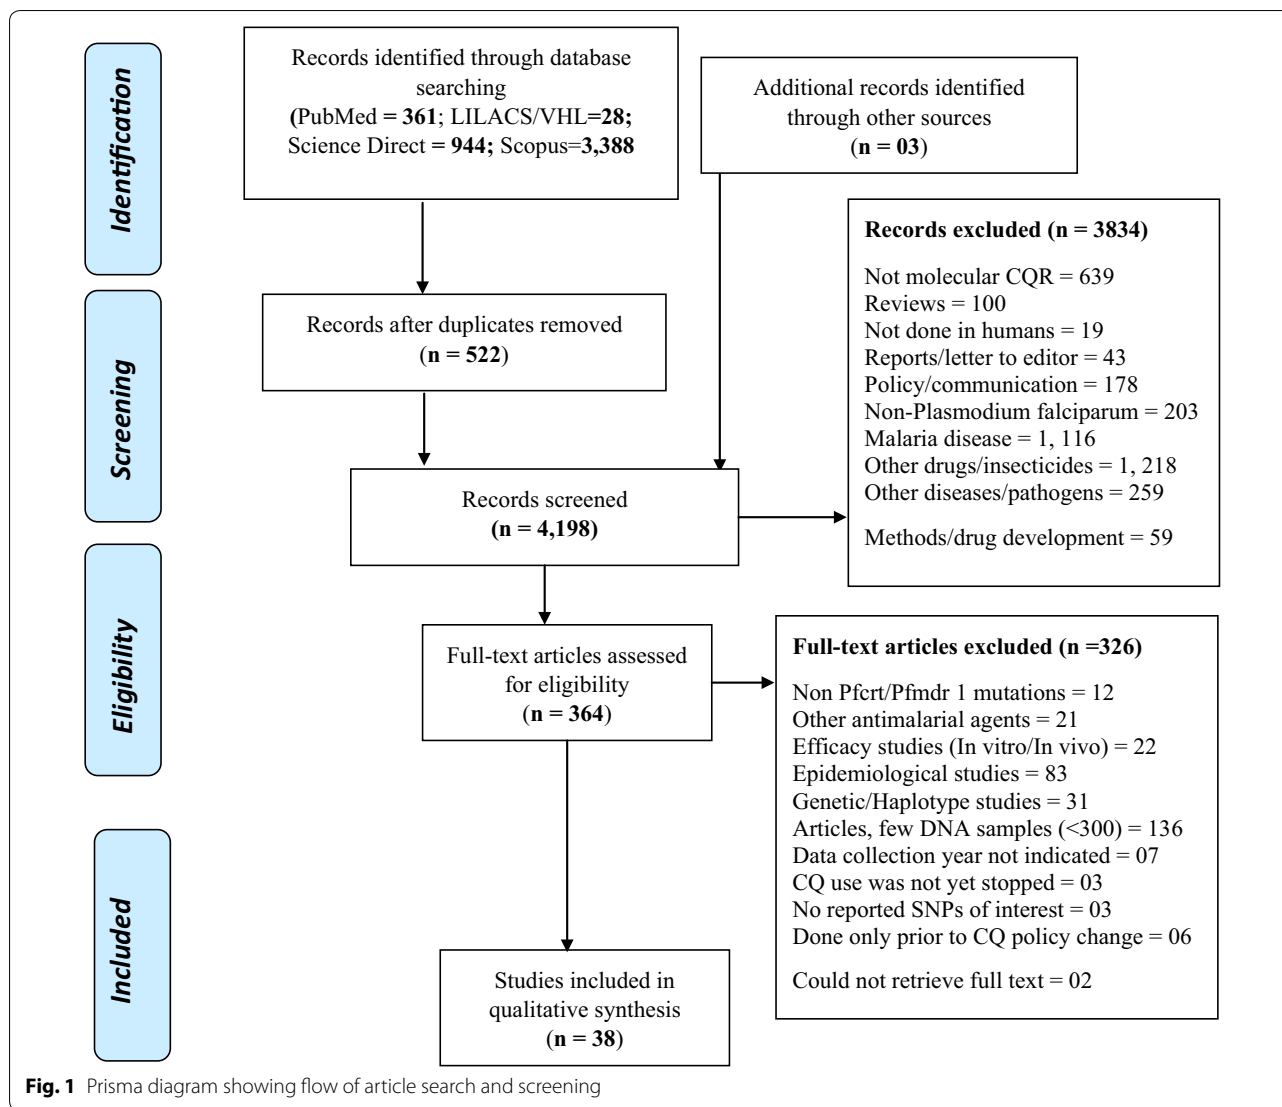 Identification
Records identified through database
searching
(PubMed = 361; LILACS/VHL=28;
Science Direct = 944; Scopus=3,388
Additional records identified
through other sources
(n = 03)
Records excluded (n = 3834)
Not molecular CQR = 639
Reviews = 100
Not done in humans = 19
Reports/letter to editor = 43
Policy/communication = 178
Non-Plasmodium falciparum = 203
Malaria disease = 1, 116
Other drugs/insecticides = 1, 218
Other diseases/pathogens = 259
Methods/drug development = 59
Screening
Records after duplicates removed
(n = 522)
Records screened
(n = 4,198)
Eligibility
Full-text articles assessed
for eligibility
(n = 364)
Full-text articles excluded (n =326)
Non Pfcrt/Pfmdr 1 mutations = 12
Other antimalarial agents = 21
Efficacy studies (In vitro/In vivo) = 22
Epidemiological studies = 83
Genetic/Haplotype studies = 31
Articles, few DNA samples (<300) = 136
Data collection year not indicated = 07
CQ use was not yet stopped = 03
No reported SNPs of interest = 03
Done only prior to CQ policy change = 06
Could not retrieve full text = 02
Included
Studies included in
qualitative synthesis
(n = 38)
Fig. 1 Prisma diagram showing flow of article search and screening